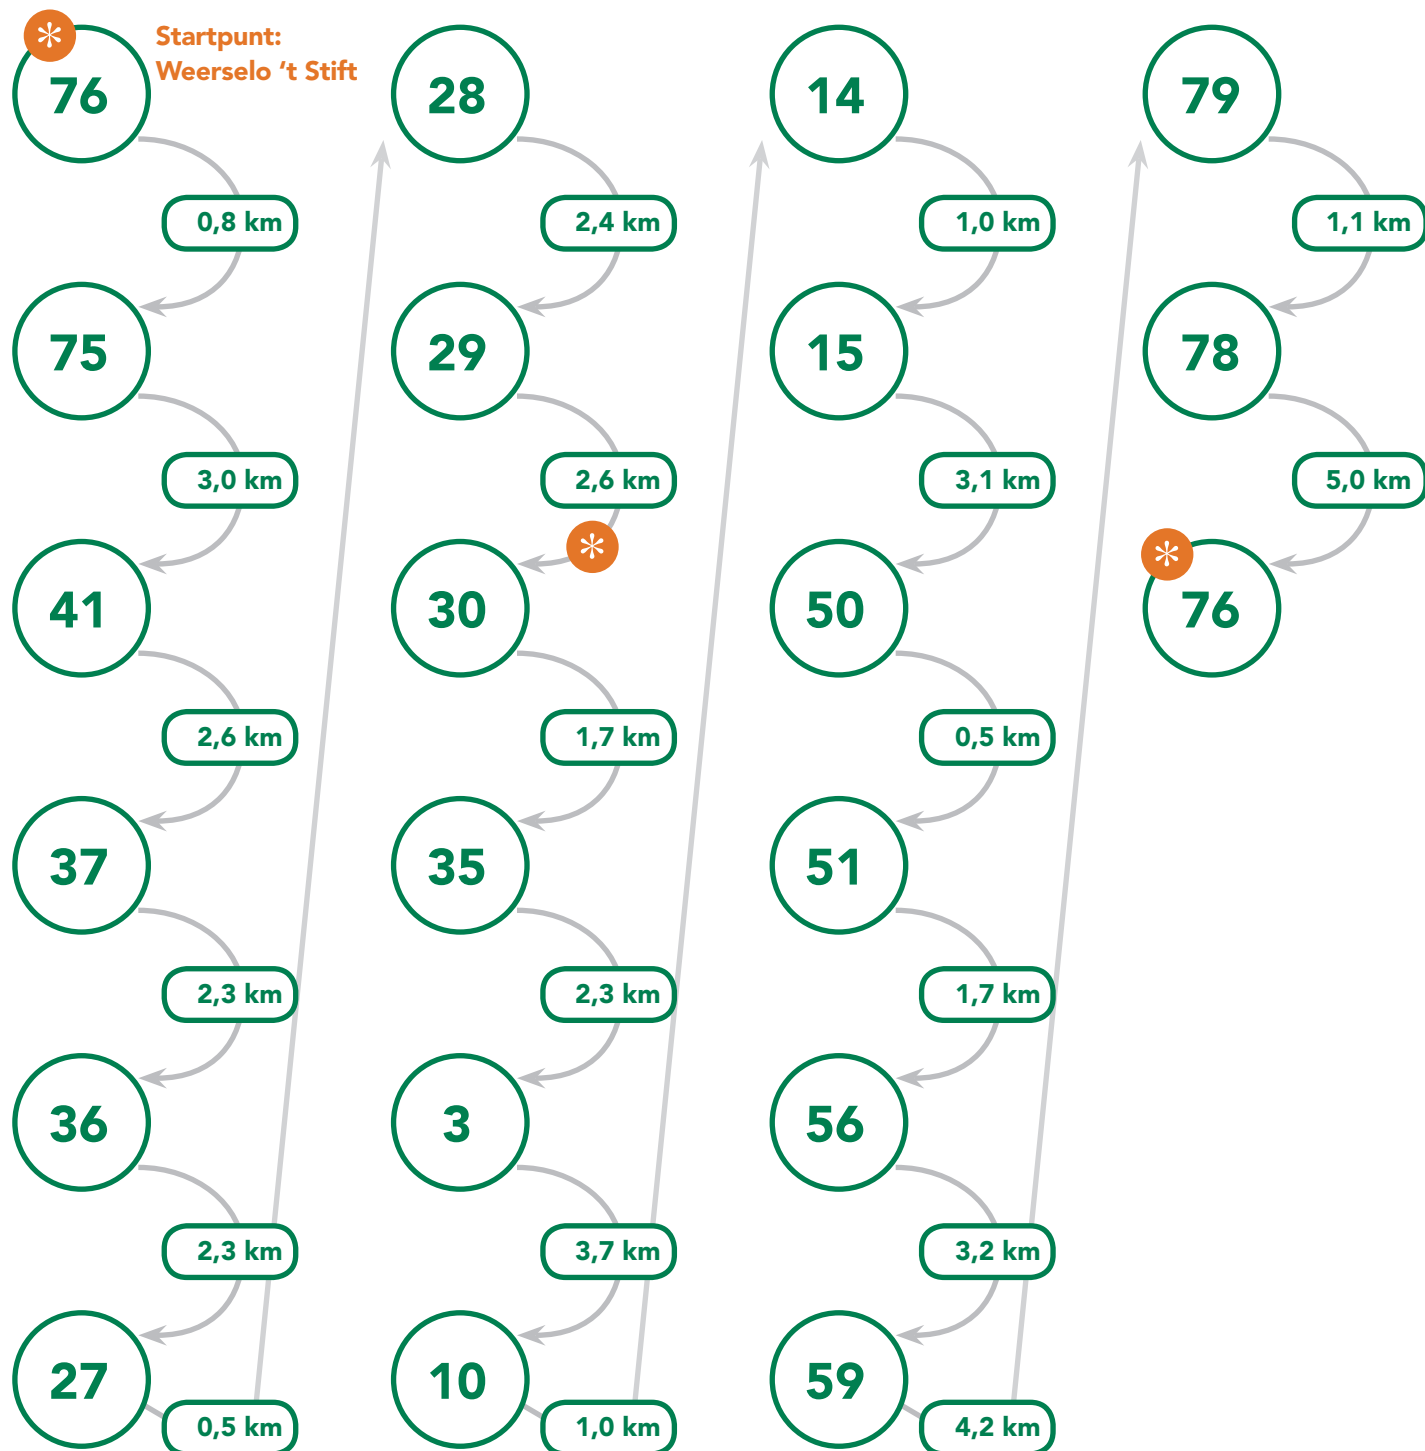 76
Startpunt:
Weerselo ‘t Stift
0,8 km
75
3,0 km
41
2,6 km
37
2,3 km
36
2,3 km
27
0,5 km
28
2,4 km
29
2,6 km
30
1,7 km
35
2,3 km
3
3,7 km
10
1,0 km
14
1,0 km
15
3,1 km
50
0,5 km
51
1,7 km
56
3,2 km
59
4,2 km
79
1,1 km
78
5,0 km
76